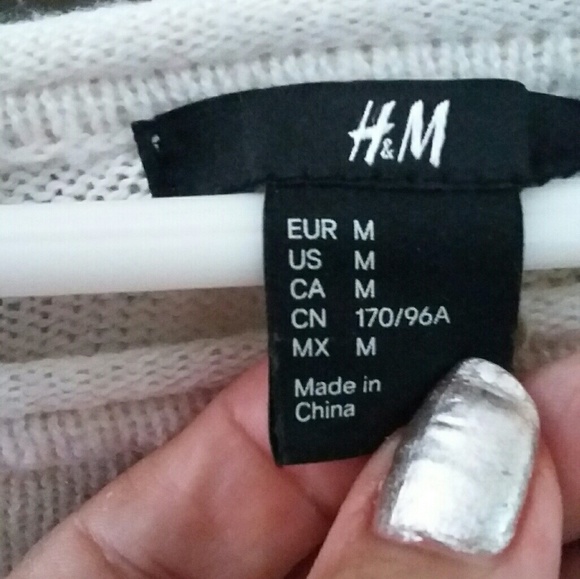 H&M
EUR M
US M
CA M
CN 170/96A
MX M
Made in
China